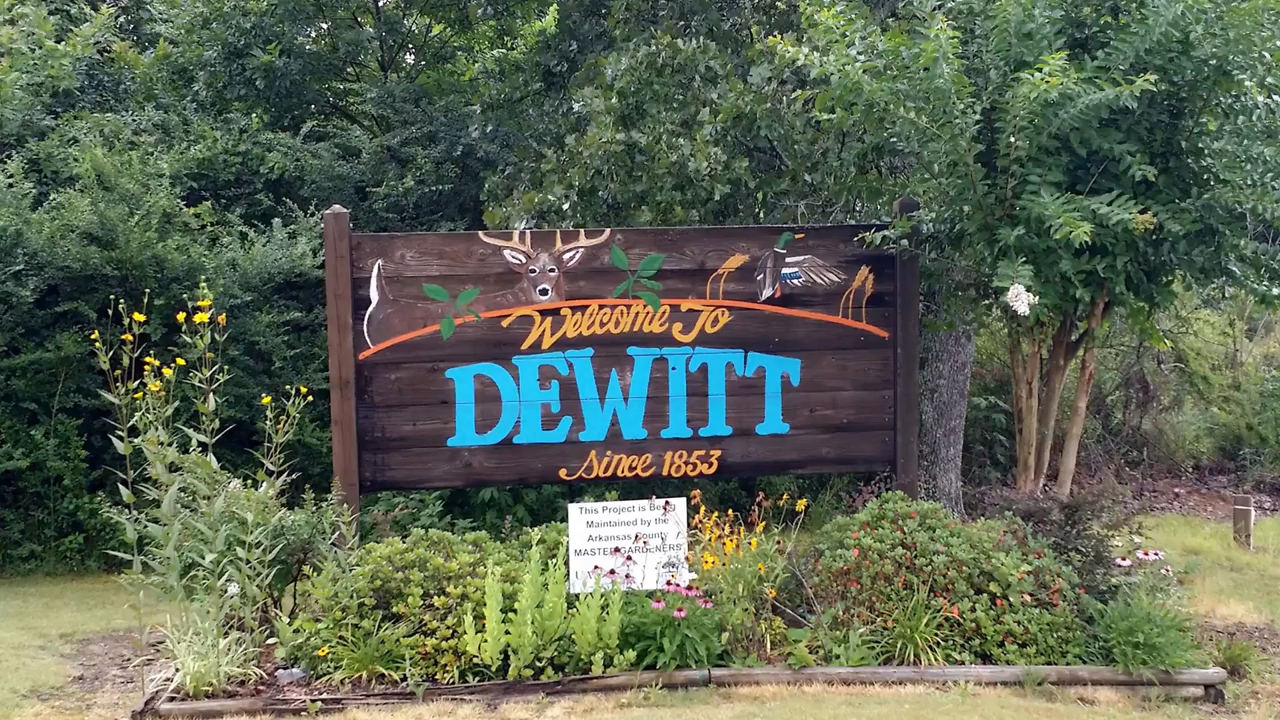 Welcome To
DEWITT
Since 1853
This Project is Being
Maintained by the
Arkansas County
MASTER GARDENERS